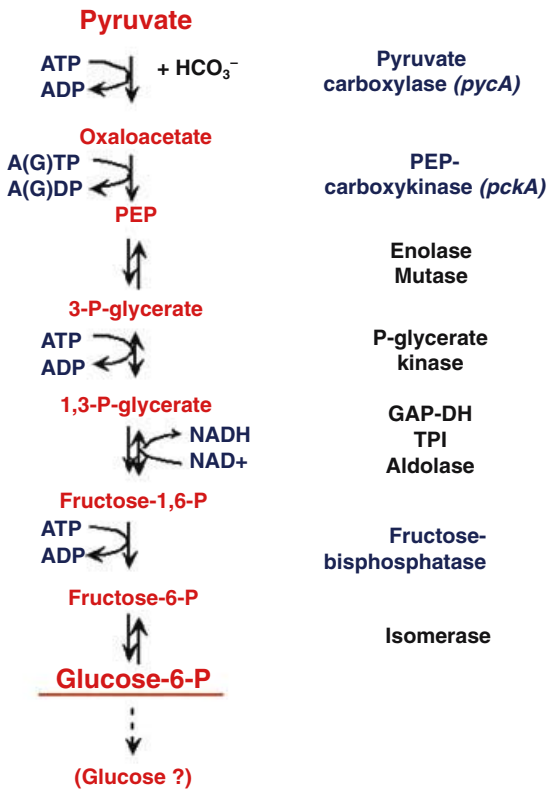 Pyruvate
ATP
ADP
+ HCO₃⁻
Pyruvate
carboxylase (pycA)
Oxaloacetate
A(G)TP
A(G)DP
PEP-
carboxykinase (pckA)
PEP
Enolase
Mutase
3-P-glycerate
ATP
ADP
P-glycerate
kinase
1,3-P-glycerate
NADH
NAD+
GAP-DH
TPI
Aldolase
Fructose-1,6-P
ATP
ADP
Fructose-
bisphosphatase
Fructose-6-P
Isomerase
Glucose-6-P
(Glucose ?)